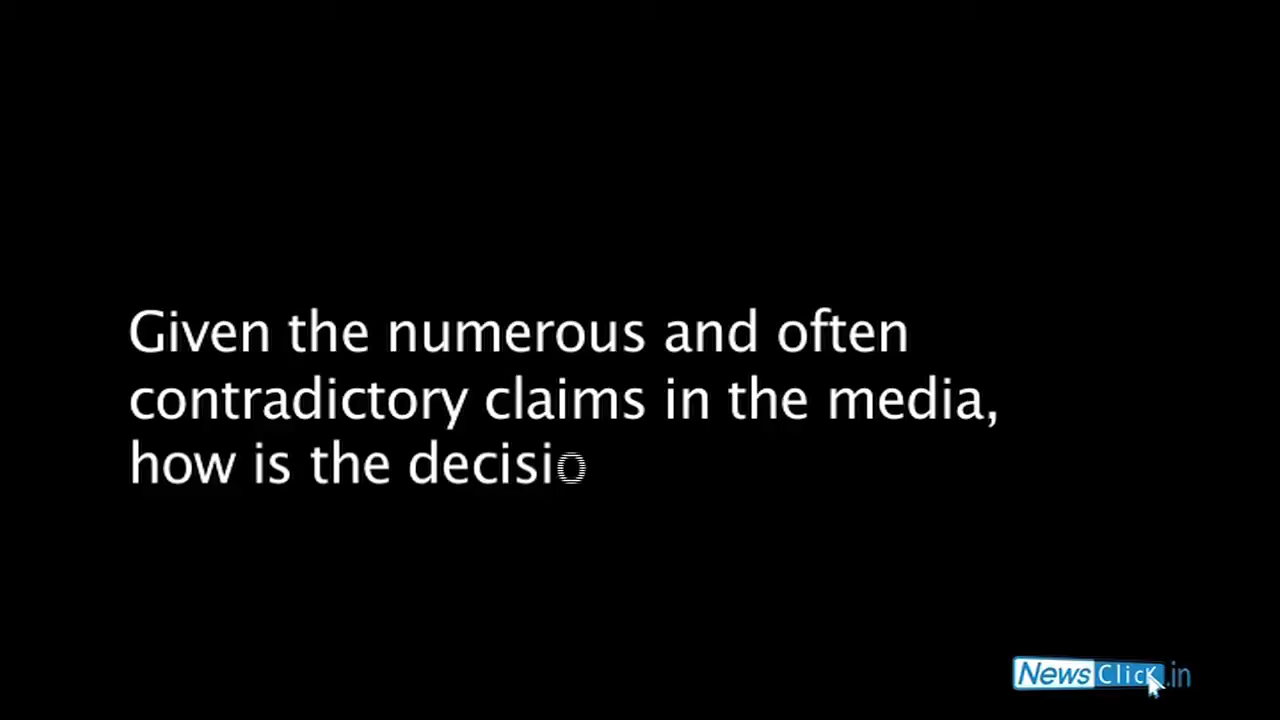 Given the numerous and often
contradictory claims in the media,
how is the decisio
NewsClick.in